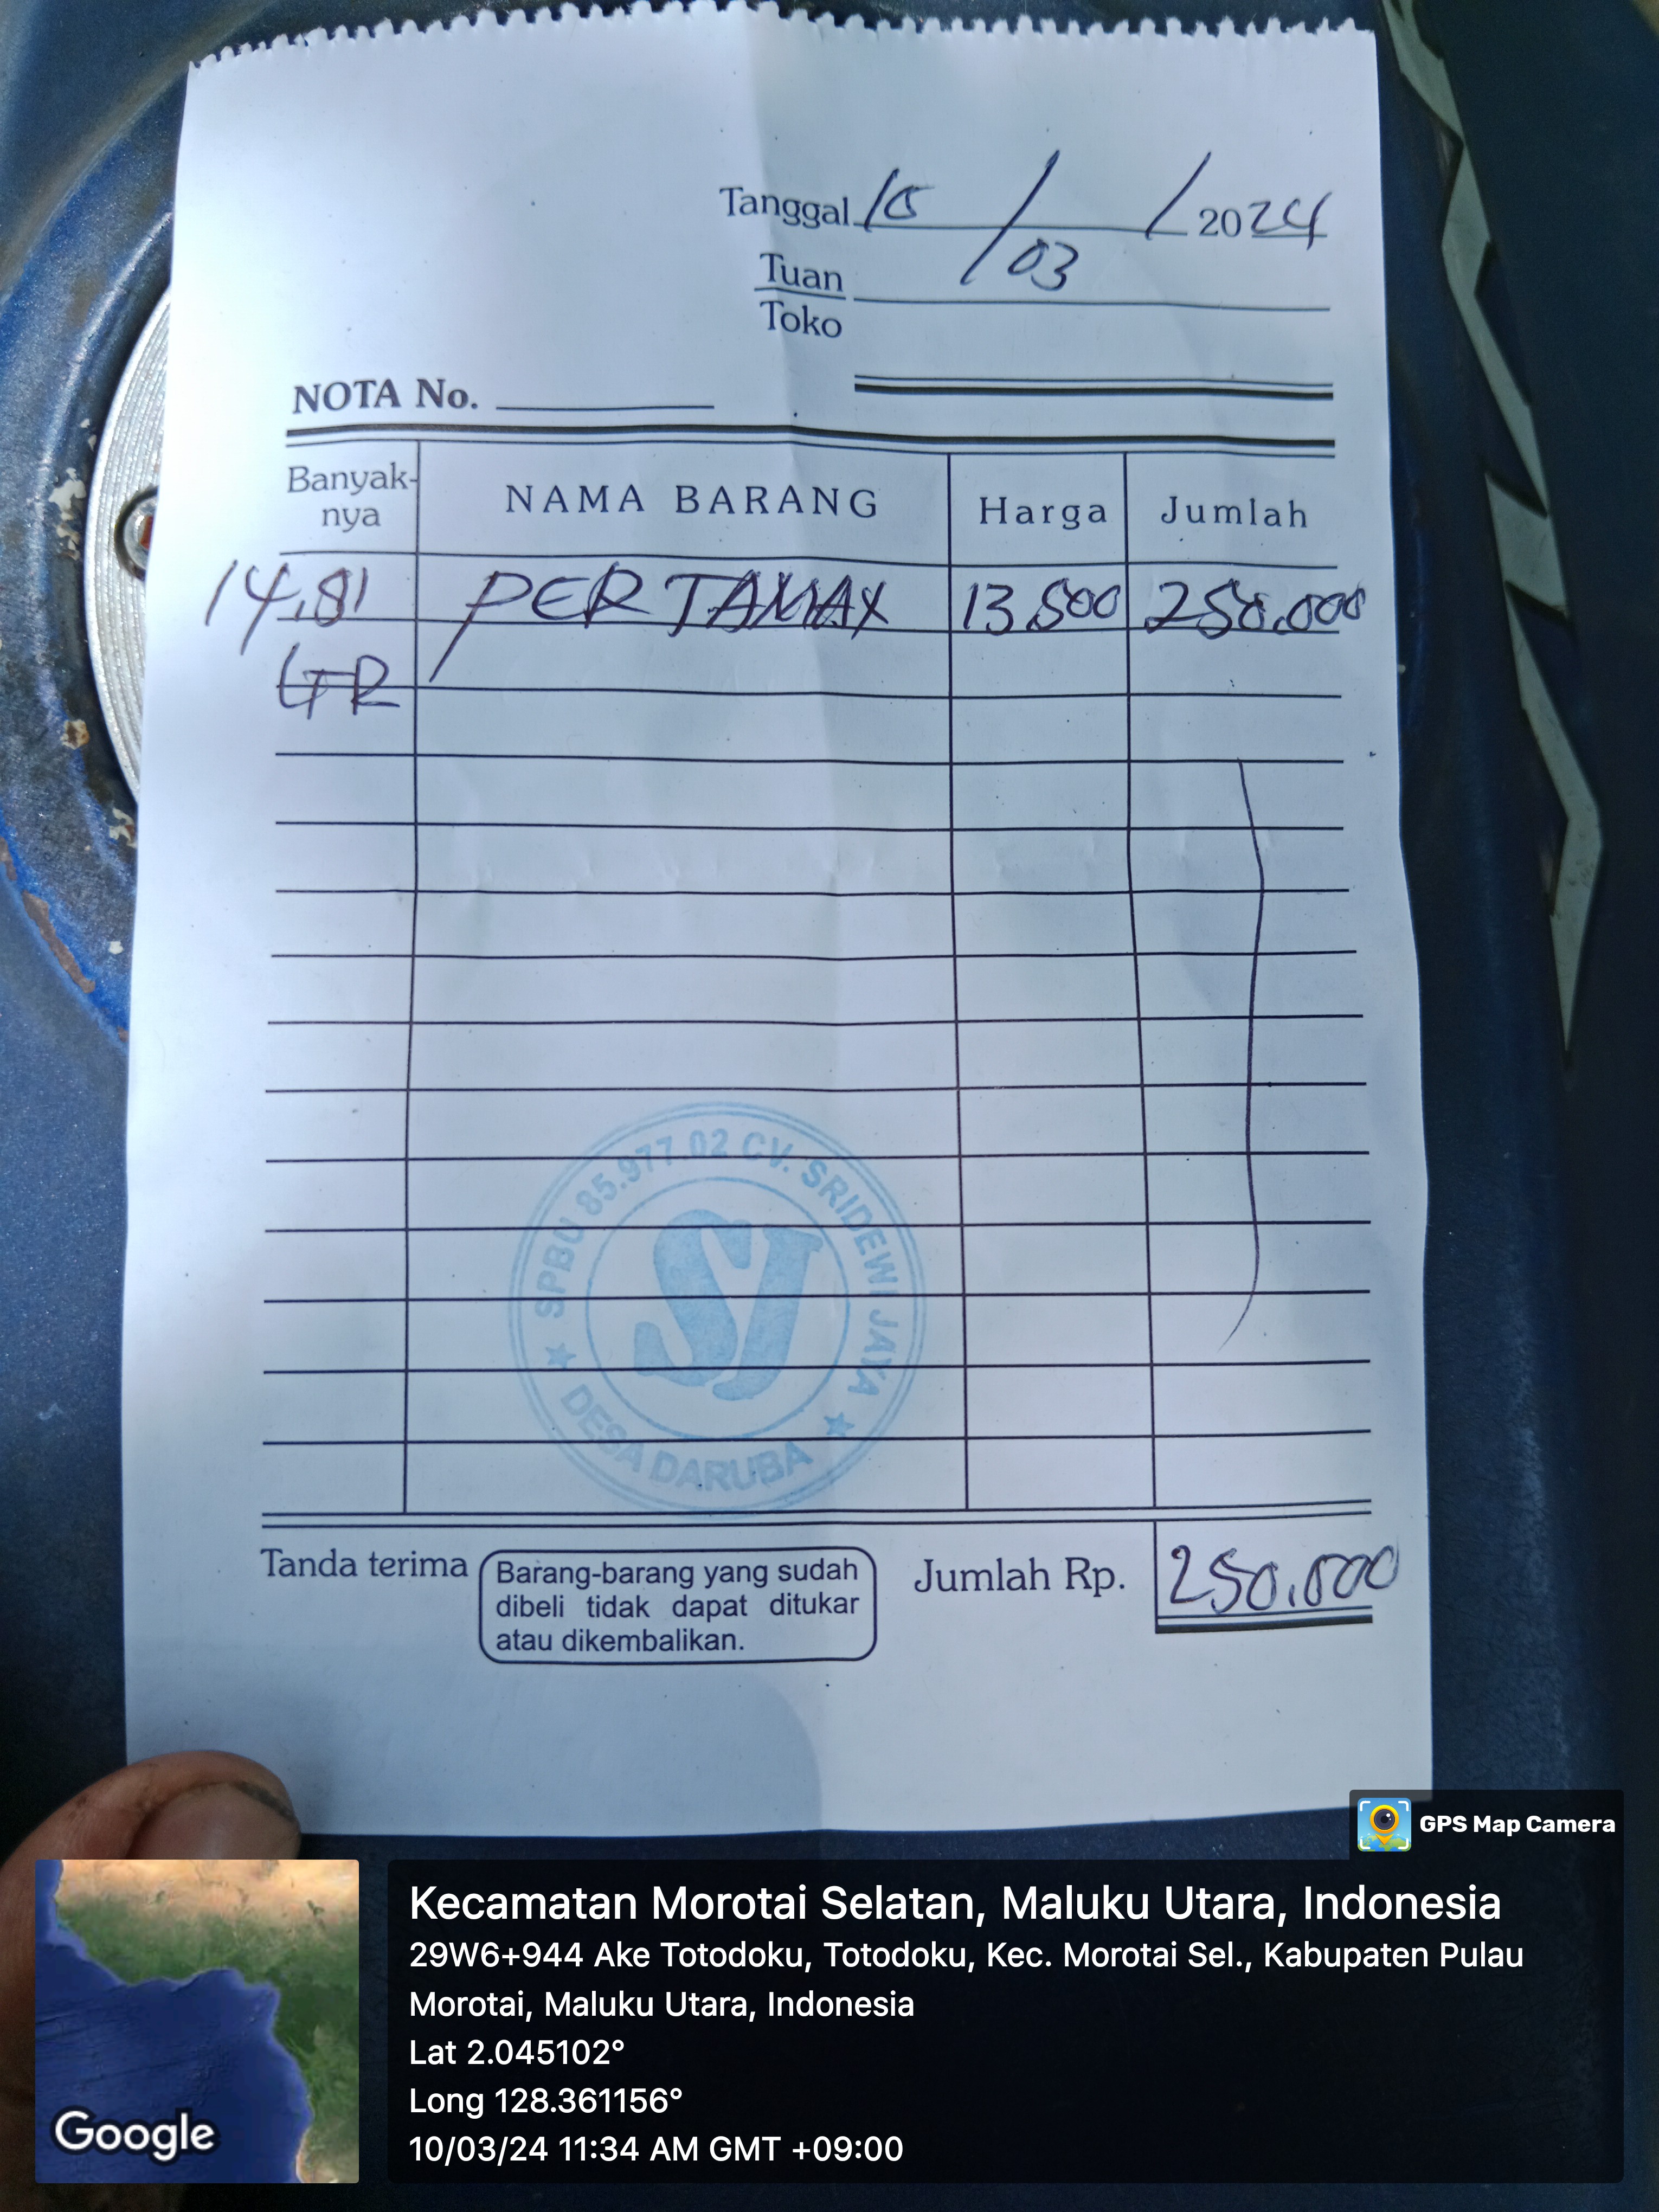 Tanggal 10 / 03 / 2024
Tuan
Toko
NOTA No.
Banyak-nya NAMA BARANG Harga Jumlah
14,81 PERTAMAX 13.500 250.000
LTR
SPBU 85.977.02 CV. SRIDEWI JAYA
SJ
DESA DARUBA
Tanda terima
Barang-barang yang sudah
dibeli tidak dapat ditukar
atau dikembalikan.
Jumlah Rp. 250.000
GPS Map Camera
Kecamatan Morotai Selatan, Maluku Utara, Indonesia
29W6+944 Ake Totodoku, Totodoku, Kec. Morotai Sel., Kabupaten Pulau
Morotai, Maluku Utara, Indonesia
Lat 2.045102°
Long 128.361156°
10/03/24 11:34 AM GMT +09:00
Google